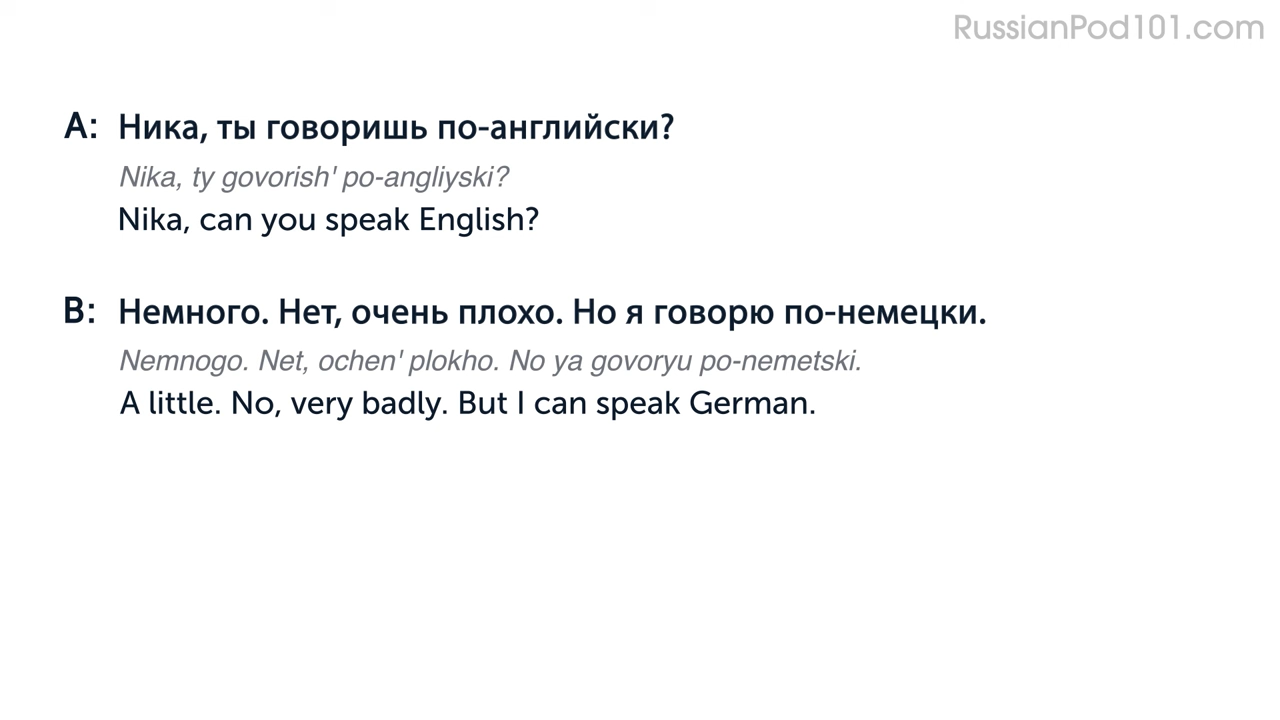 RussianPod101.com
A: Ника, ты говоришь по-английски?
Nika, ty govorish' po-angliyski?
Nika, can you speak English?
B: Немного. Нет, очень плохо. Но я говорю по-немецки.
Nemnogo. Net, ochen' plokho. No ya govoryu po-nemetski.
A little. No, very badly. But I can speak German.